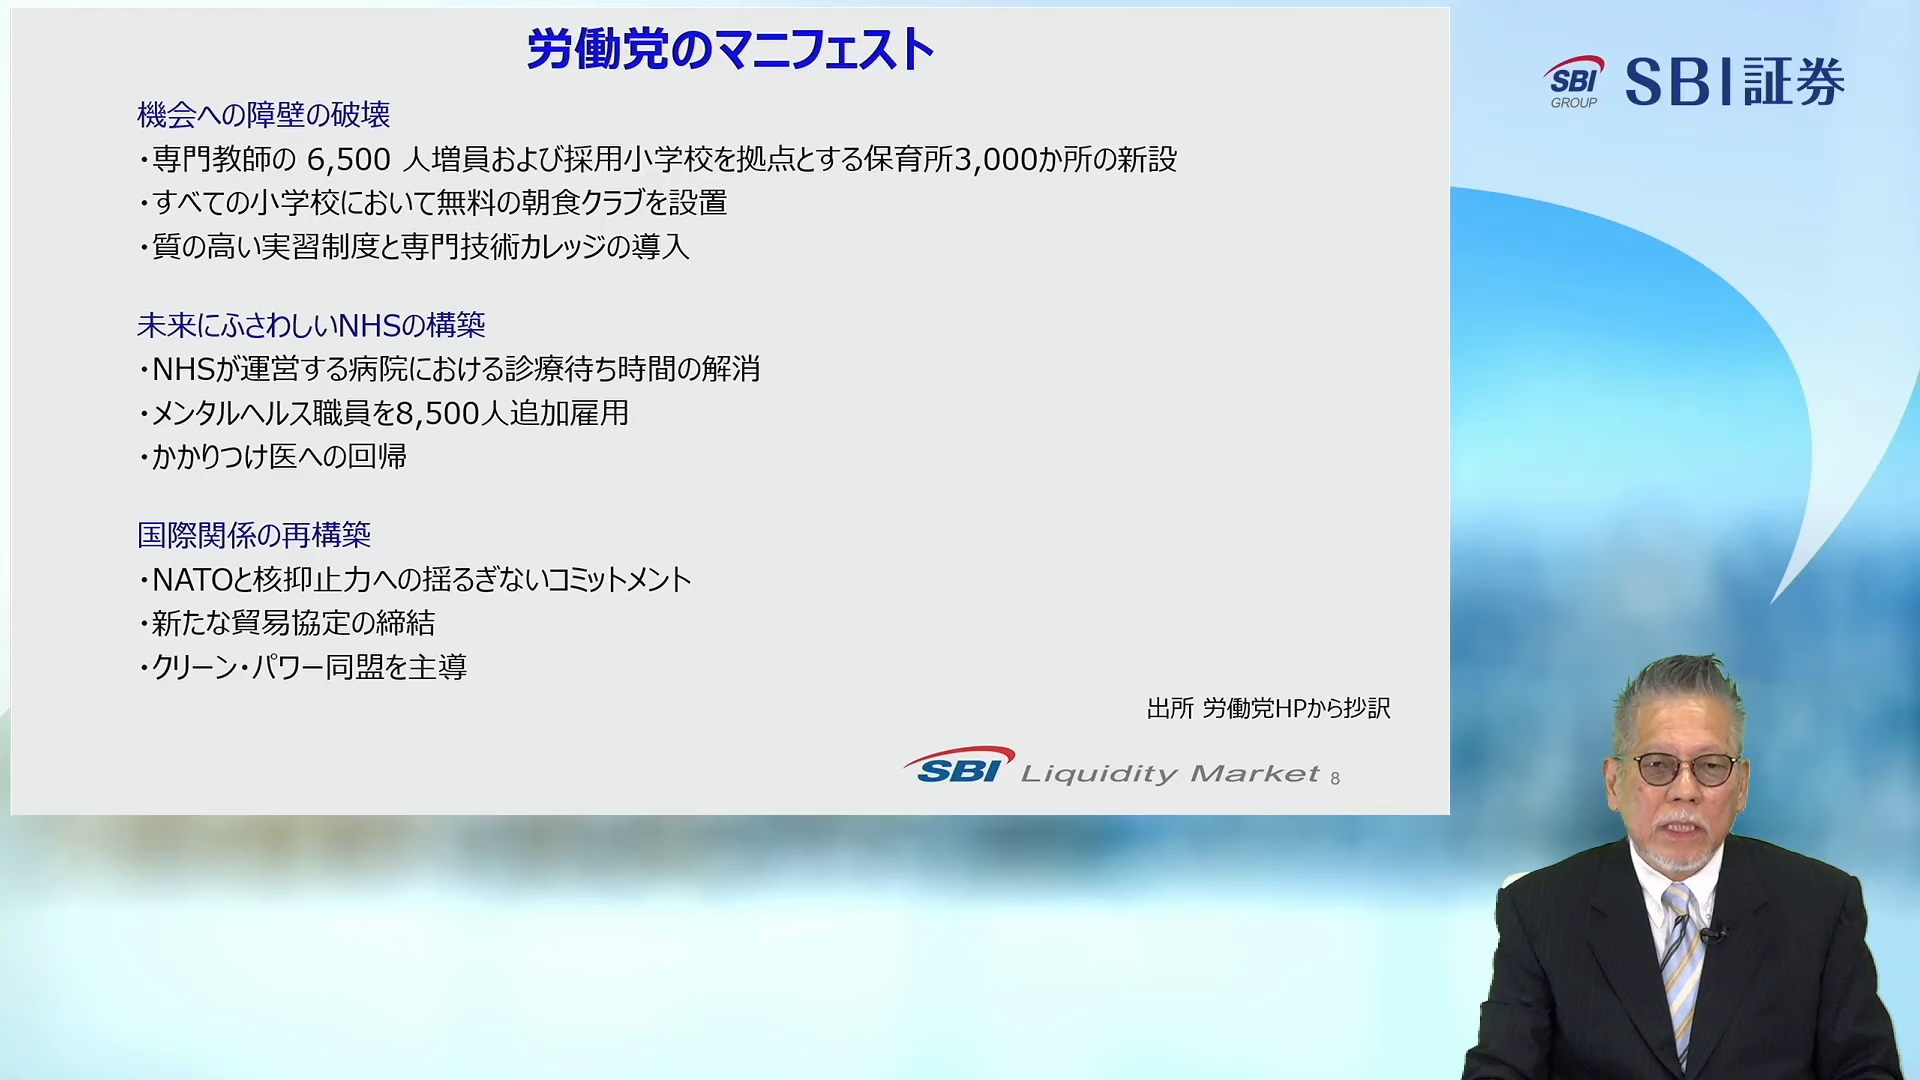 労働党のマニフェスト
機会への障壁の破壊
・専門教師の 6,500 人増員および採用小学校を拠点とする保育所3,000か所の新設
・すべての小学校において無料の朝食クラブを設置
・質の高い実習制度と専門技術カレッジの導入
未来にふさわしいNHSの構築
・NHSが運営する病院における診療待ち時間の解消
・メンタルヘルス職員を8,500人追加雇用
・かかりつけ医への回帰
国際関係の再構築
・NATOと核抑止力への揺るぎないコミットメント
・新たな貿易協定の締結
・クリーン・パワー同盟を主導
出所 労働党HPから抄訳
SBI Liquidity Market 8
SBI GROUP
SBI証券